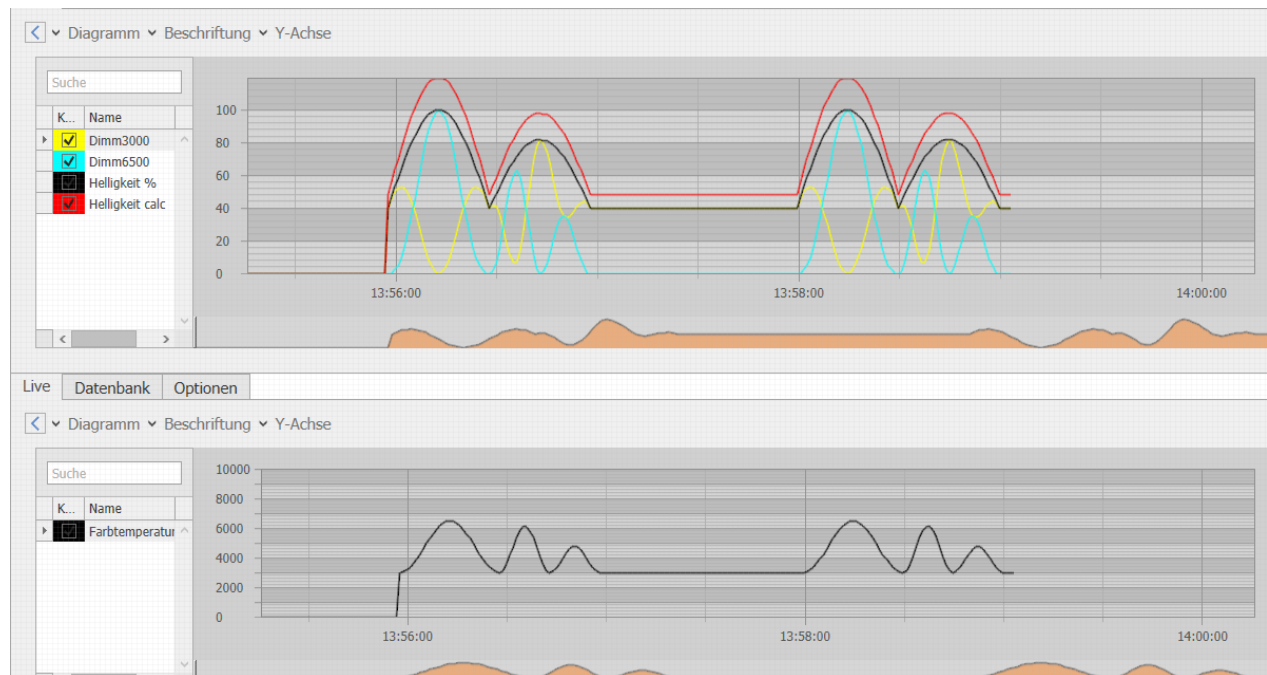 Diagramm Beschriftung Y-Achse
Suche
K... Name
Dimm3000
Dimm6500
Helligkeit %
Helligkeit calc
100
80
60
40
20
0
13:56:00 13:58:00 14:00:00
Live Datenbank Optionen
Diagramm Beschriftung Y-Achse
Suche
K... Name
Farbtemperatur
10000
8000
6000
4000
2000
0
13:56:00 13:58:00 14:00:00